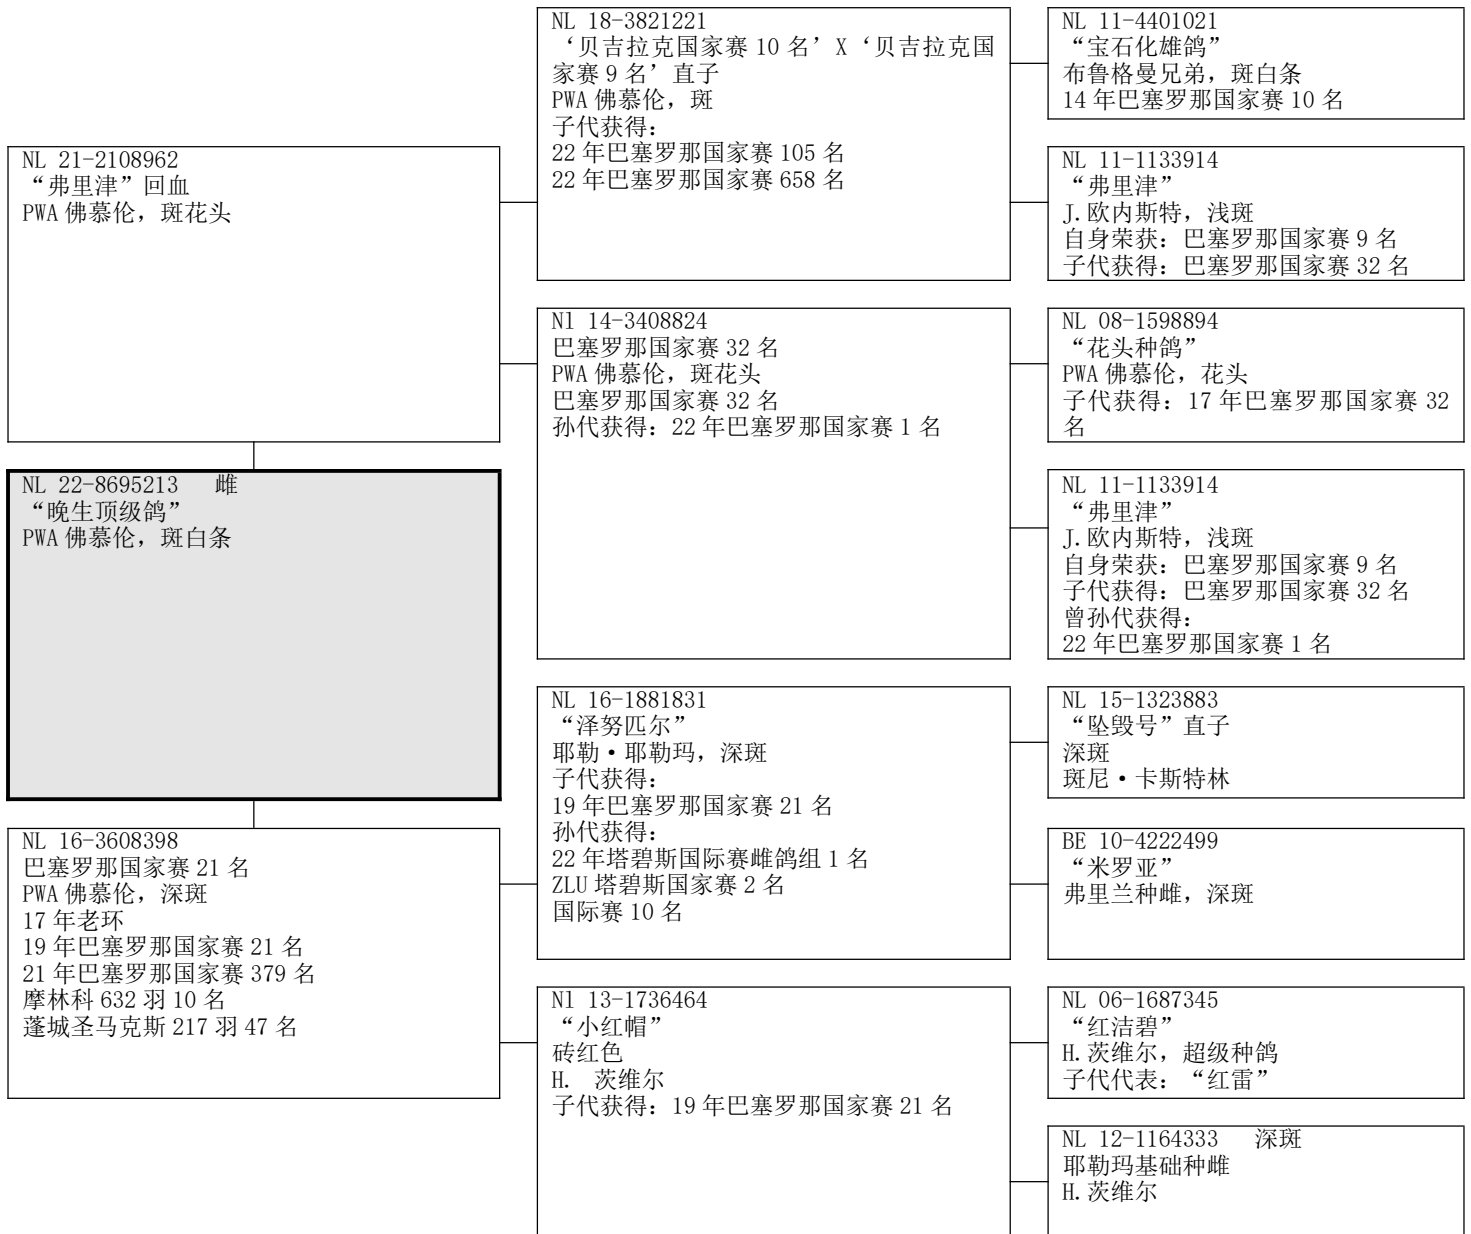 NL 21-2108962
“弗里津”回血
PWA 佛慕伦，斑花头
NL 22-8695213 雌
“晚生顶级鸽”
PWA 佛慕伦，斑白条
NL 16-3608398
巴塞罗那国家赛 21 名
PWA 佛慕伦，深斑
17 年老环
19 年巴塞罗那国家赛 21 名
21 年巴塞罗那国家赛 379 名
摩林科 632 羽 10 名
蓬城圣马克斯 217 羽 47 名
NL 18-3821221
‘贝吉拉克国家赛 10 名’X‘贝吉拉克国
家赛 9 名’直子
PWA 佛慕伦，斑
子代获得：
22 年巴塞罗那国家赛 105 名
22 年巴塞罗那国家赛 658 名
Nl 14-3408824
巴塞罗那国家赛 32 名
PWA 佛慕伦，斑花头
巴塞罗那国家赛 32 名
孙代获得：22 年巴塞罗那国家赛 1 名
NL 16-1881831
“泽努匹尔”
耶勒·耶勒玛，深斑
子代获得：
19 年巴塞罗那国家赛 21 名
孙代获得：
22 年塔碧斯国际赛雌鸽组 1 名
ZLU 塔碧斯国家赛 2 名
国际赛 10 名
Nl 13-1736464
“小红帽”
砖红色
H. 茨维尔
子代获得：19 年巴塞罗那国家赛 21 名
NL 11-4401021
“宝石化雄鸽”
布鲁格曼兄弟，斑白条
14 年巴塞罗那国家赛 10 名
NL 11-1133914
“弗里津”
J.欧内斯特，浅斑
自身荣获：巴塞罗那国家赛 9 名
子代获得：巴塞罗那国家赛 32 名
NL 08-1598894
“花头种鸽”
PWA 佛慕伦，花头
子代获得：17 年巴塞罗那国家赛 32
名
NL 11-1133914
“弗里津”
J.欧内斯特，浅斑
自身荣获：巴塞罗那国家赛 9 名
子代获得：巴塞罗那国家赛 32 名
曾孙代获得：
22 年巴塞罗那国家赛 1 名
NL 15-1323883
“坠毁号”直子
深斑
斑尼·卡斯特林
BE 10-4222499
“米罗亚”
弗里兰种雌，深斑
NL 06-1687345
“红洁碧”
H.茨维尔，超级种鸽
子代代表：“红雷”
NL 12-1164333 深斑
耶勒玛基础种雌
H.茨维尔